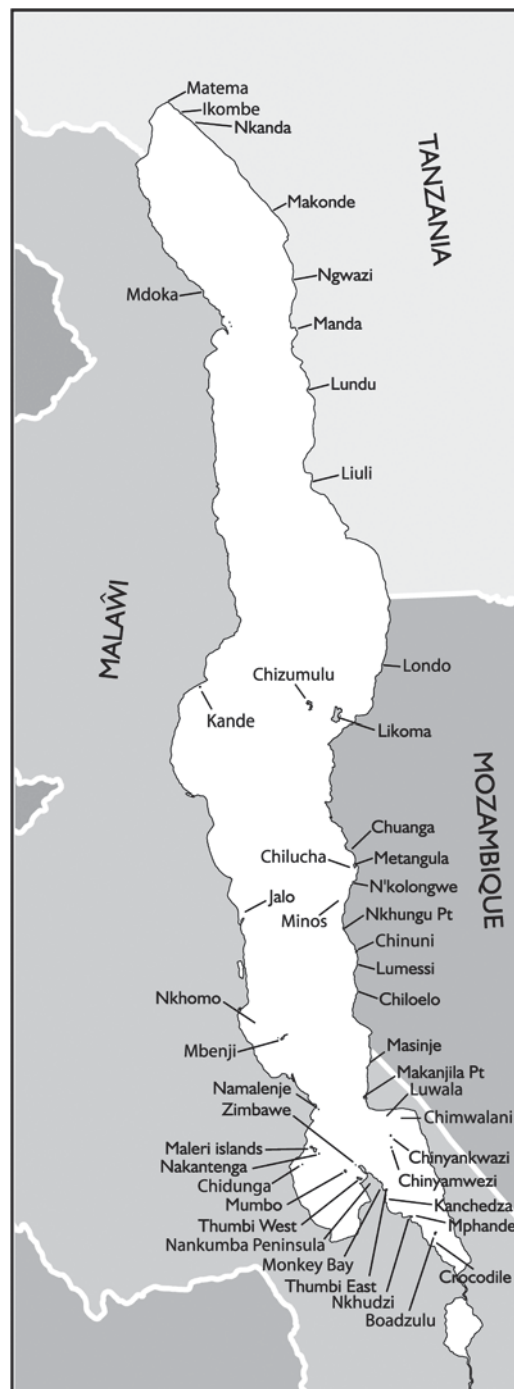 Matema
Ikombe
Nkanda
TANZANIA
Makonde
Ngwazi
Mdoka
Manda
Lundu
Liuli
MALAŴI
Londo
Chizumulu
Kande
Likoma
MOZAMBIQUE
Chuanga
Chilucha
Metangula
N'kolongwe
Jalo
Minos
Nkhungu Pt
Chinuni
Lumessi
Chiloelo
Nkhomo
Mbenji
Masinje
Makanjila Pt
Namalenje
Luwala
Zimbawe
Chimwalani
Maleri islands
Chinyankwazi
Nakantenga
Chinyamwezi
Chidunga
Kanchedza
Mumbo
Mphande
Thumbi West
Nankumba Peninsula
Monkey Bay
Crocodile
Thumbi East
Nkhudzi
Boadzulu